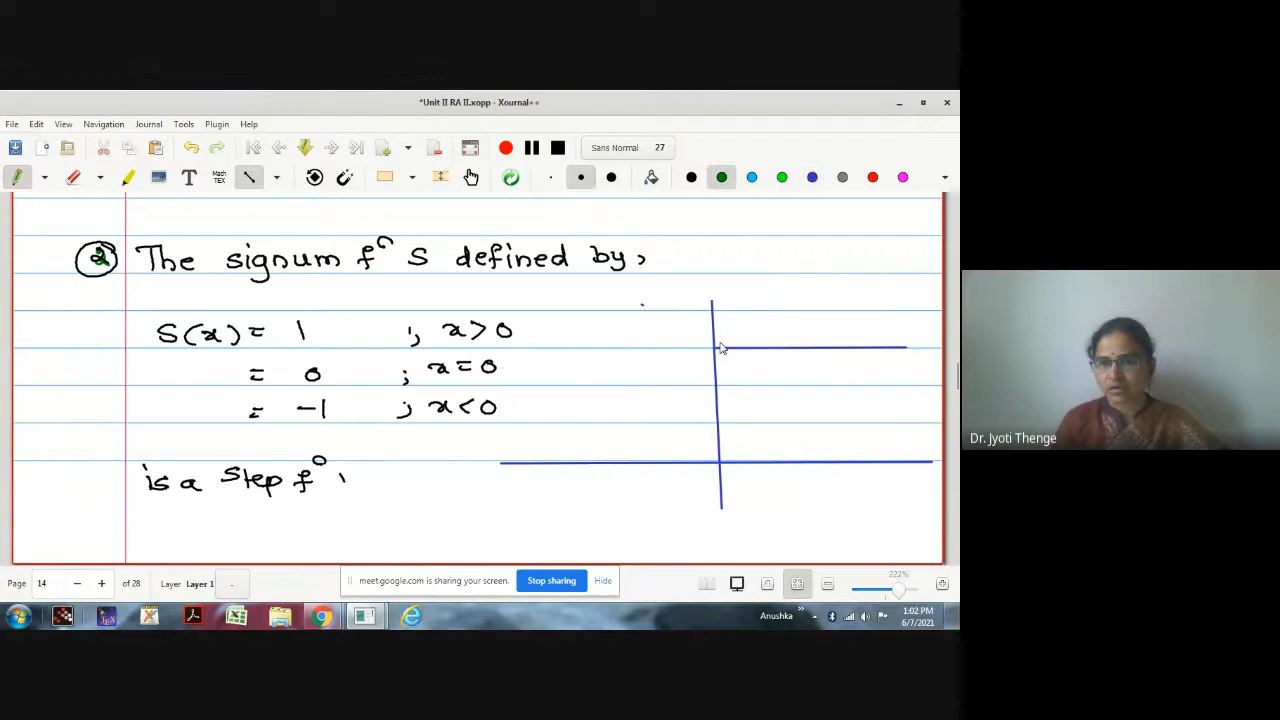 *Unit II RA II.xopp - Xournal++
File Edit View Navigation Journal Tools Plugin Help
Sans Normal 27
② The signum fⁿ S defined by,
S(x) = 1 ; x > 0
= 0 ; x = 0
= -1 ; x < 0
is a step fⁿ.
Dr. Jyoti Thenge
Page 14 of 28 Layer Layer 1
meet.google.com is sharing your screen. Stop sharing Hide
222%
Anushka
1:02 PM
6/7/2021